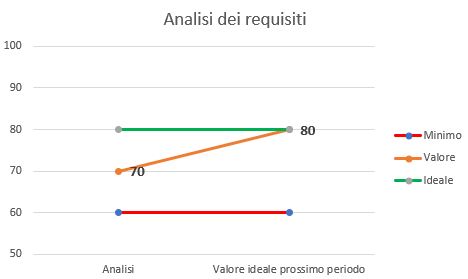 Analisi dei requisiti
100
90
80
70
60
50
70
80
Analisi
Valore ideale prossimo periodo
Minimo
Valore
Ideale